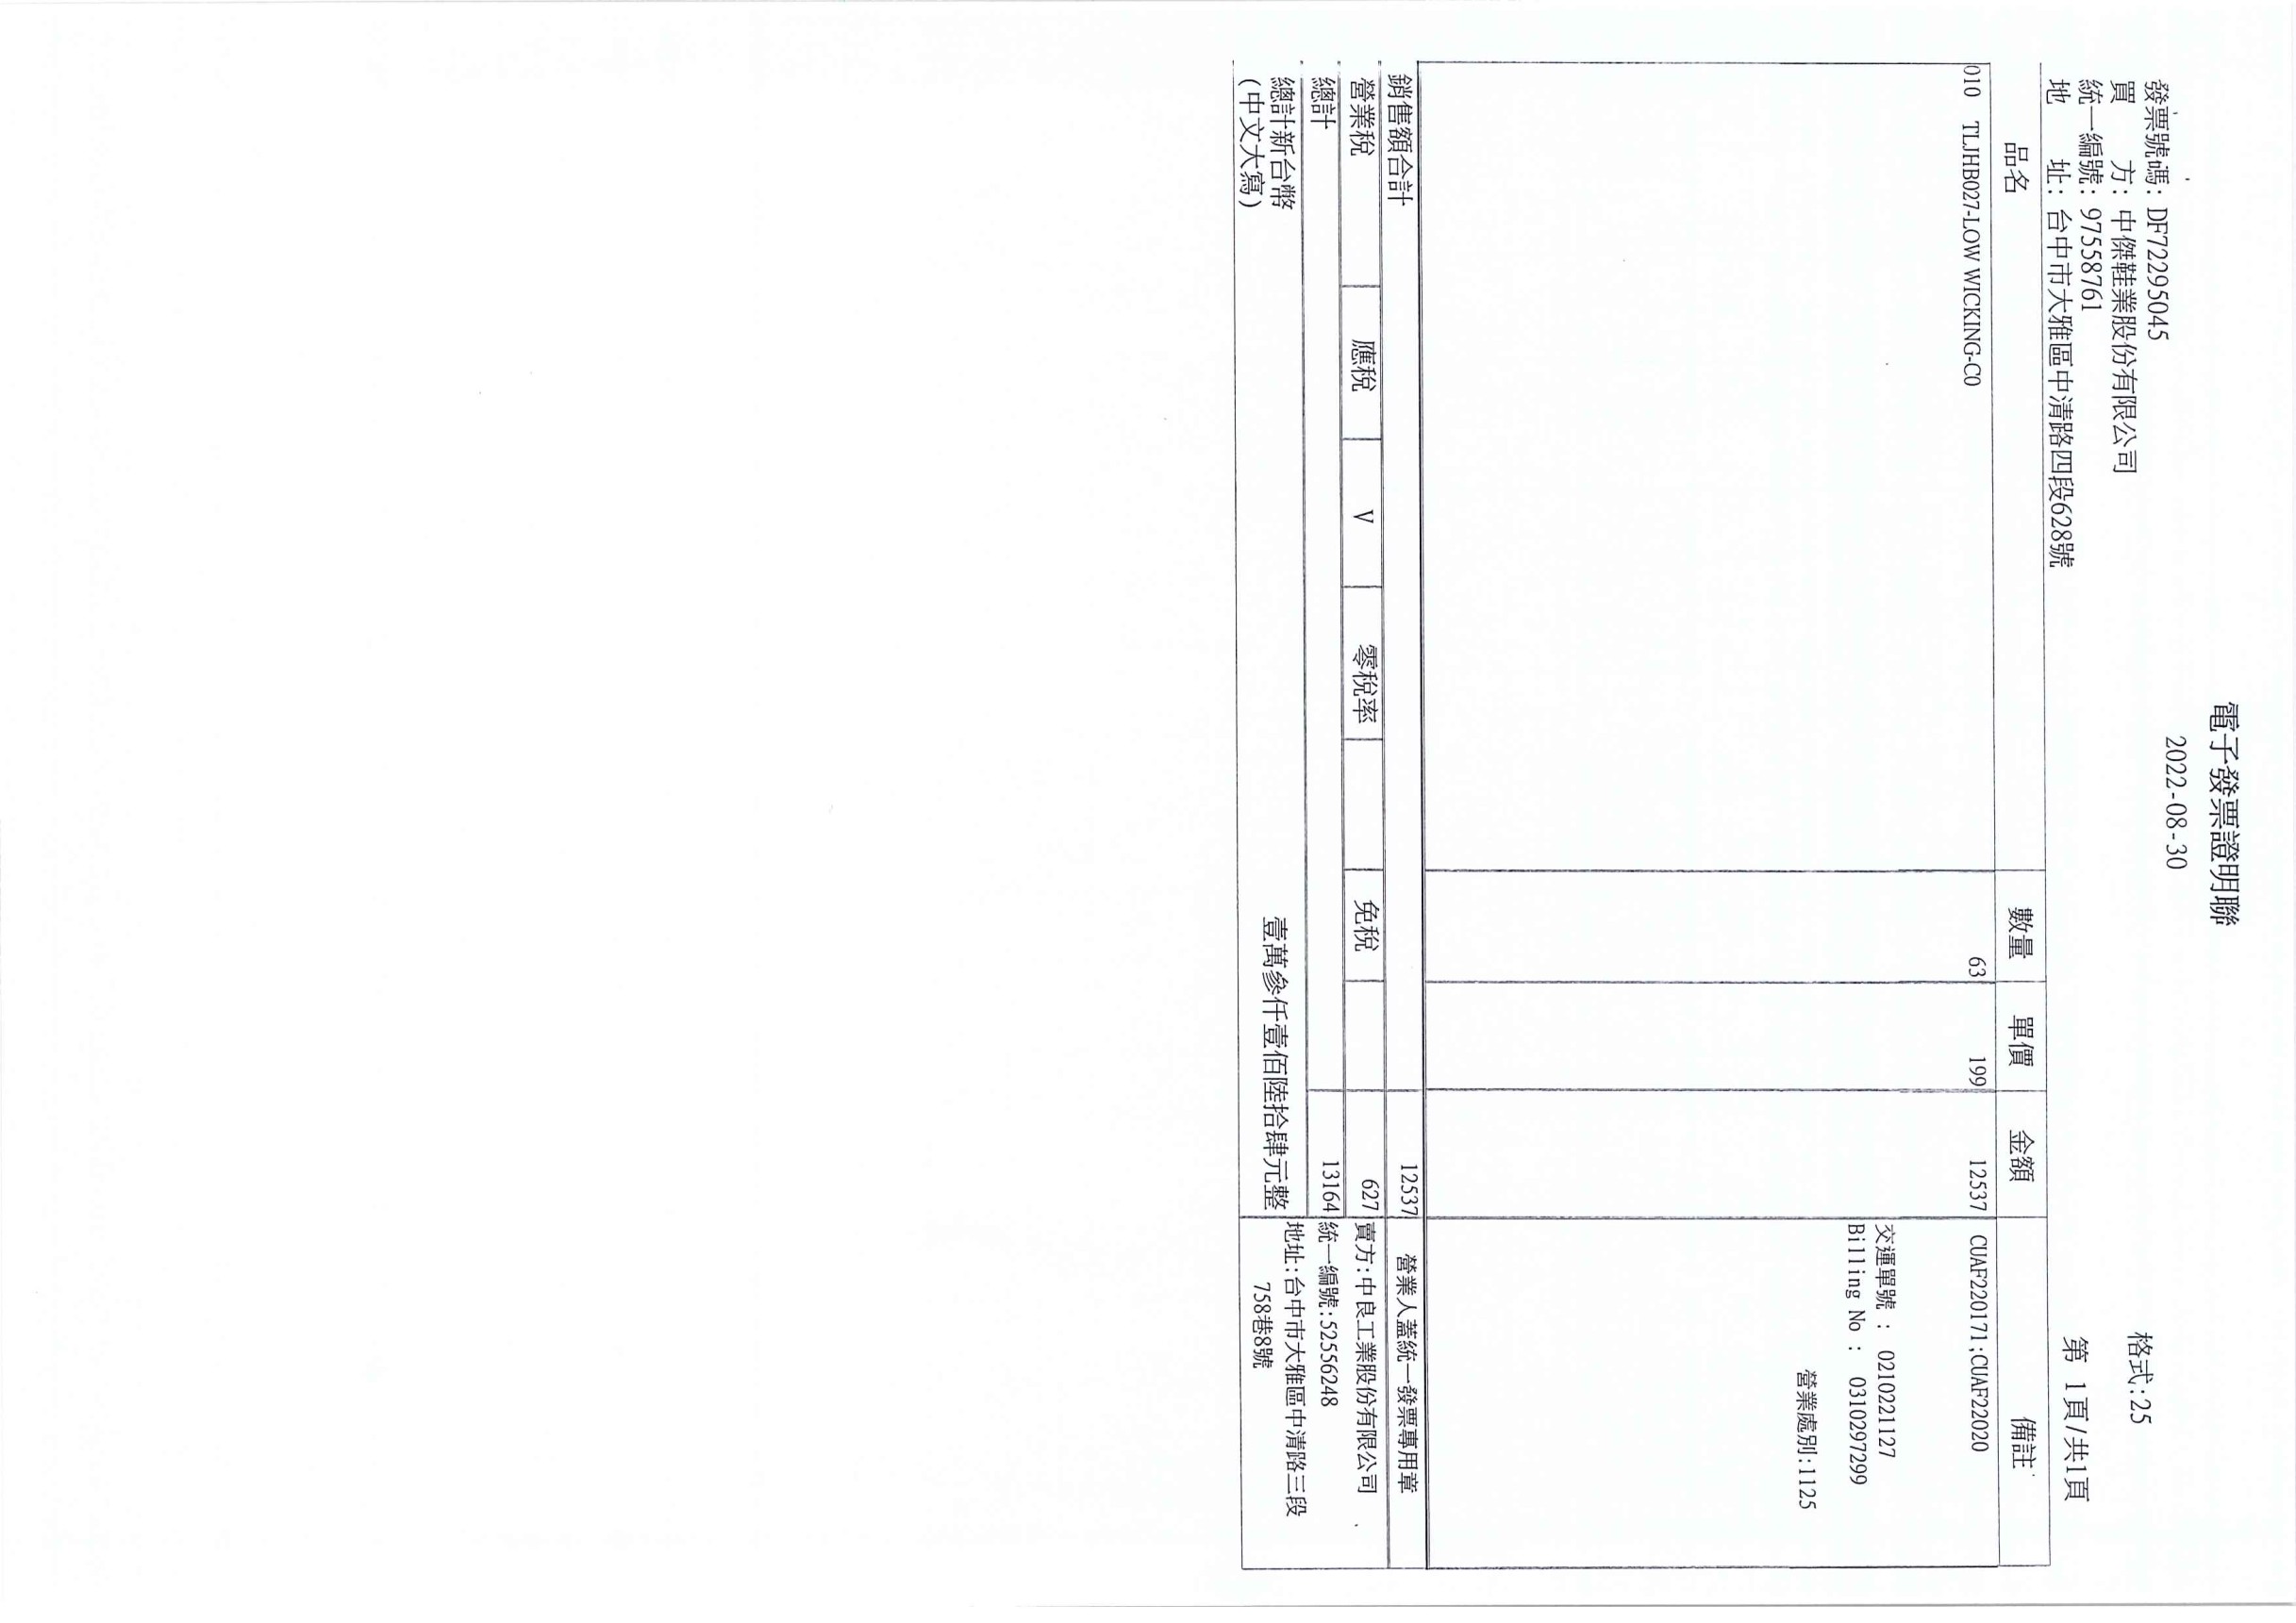 電子發票證明聯
2022-08-30
發票號碼: DF72295045
買 方: 中傑鞋業股份有限公司
格式:25
統一編號: 97558761
地 址: 台中市大雅區中清路四段628號
第 1頁/共1頁
品名 數量 單價 金額 備註
010 TLJHB027-LOW WICKING-C0 63 199 12537 CUAF220171;CUAF22020
交運單號 : 0210221127
Billing No : 0310297299
營業處別:1125
銷售額合計 12537 營業人蓋統一發票專用章
營業稅 應稅 V 零稅率 免稅 627 賣方:中良工業股份有限公司
總計 13164 統一編號:52556248
總計新台幣 壹萬參仟壹佰陸拾肆元整 地址:台中市大雅區中清路三段
(中文大寫) 758巷8號